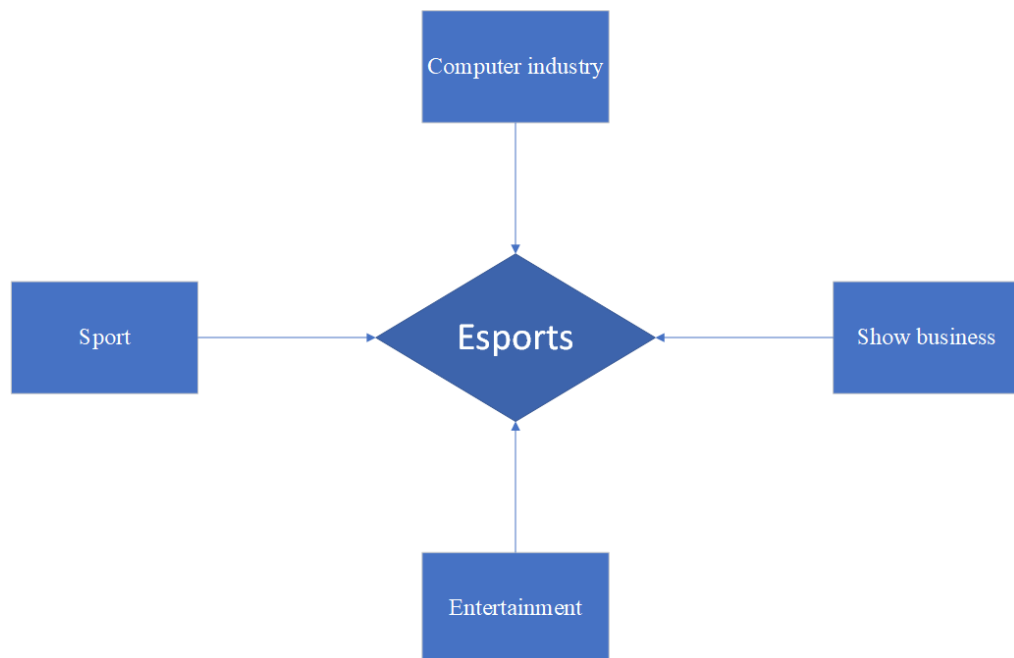 Computer industry
Sport
Esports
Show business
Entertainment